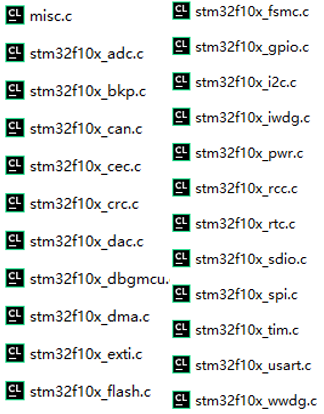 misc.c
stm32f10x_adc.c
stm32f10x_bkp.c
stm32f10x_can.c
stm32f10x_cec.c
stm32f10x_crc.c
stm32f10x_dac.c
stm32f10x_dbgmcu.
stm32f10x_dma.c
stm32f10x_exti.c
stm32f10x_flash.c
stm32f10x_fsmc.c
stm32f10x_gpio.c
stm32f10x_i2c.c
stm32f10x_iwdg.c
stm32f10x_pwr.c
stm32f10x_rcc.c
stm32f10x_rtc.c
stm32f10x_sdio.c
stm32f10x_spi.c
stm32f10x_tim.c
stm32f10x_usart.c
stm32f10x_wwdg.c